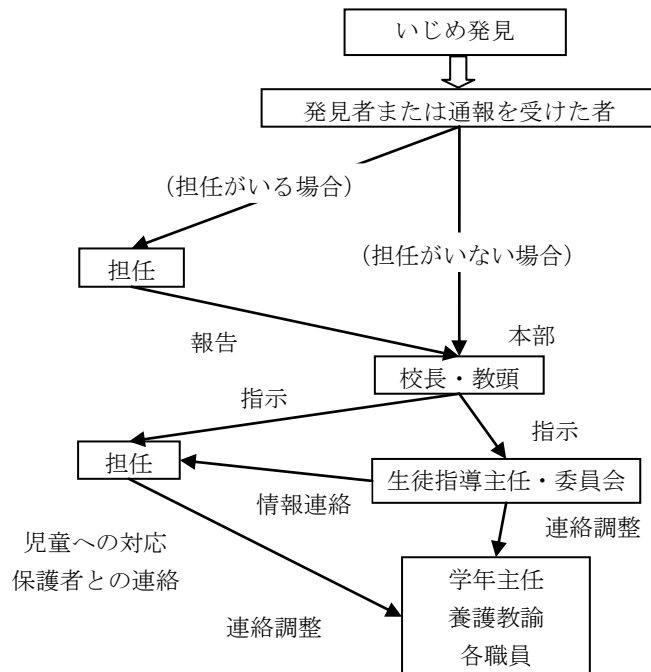 いじめ発見
発見者または通報を受けた者
（担任がいる場合）
担任
（担任がいない場合）
報告
本部
校長・教頭
指示
指示
担任
生徒指導主任・委員会
情報連絡
連絡調整
児童への対応
保護者との連絡
学年主任
養護教諭
各職員
連絡調整